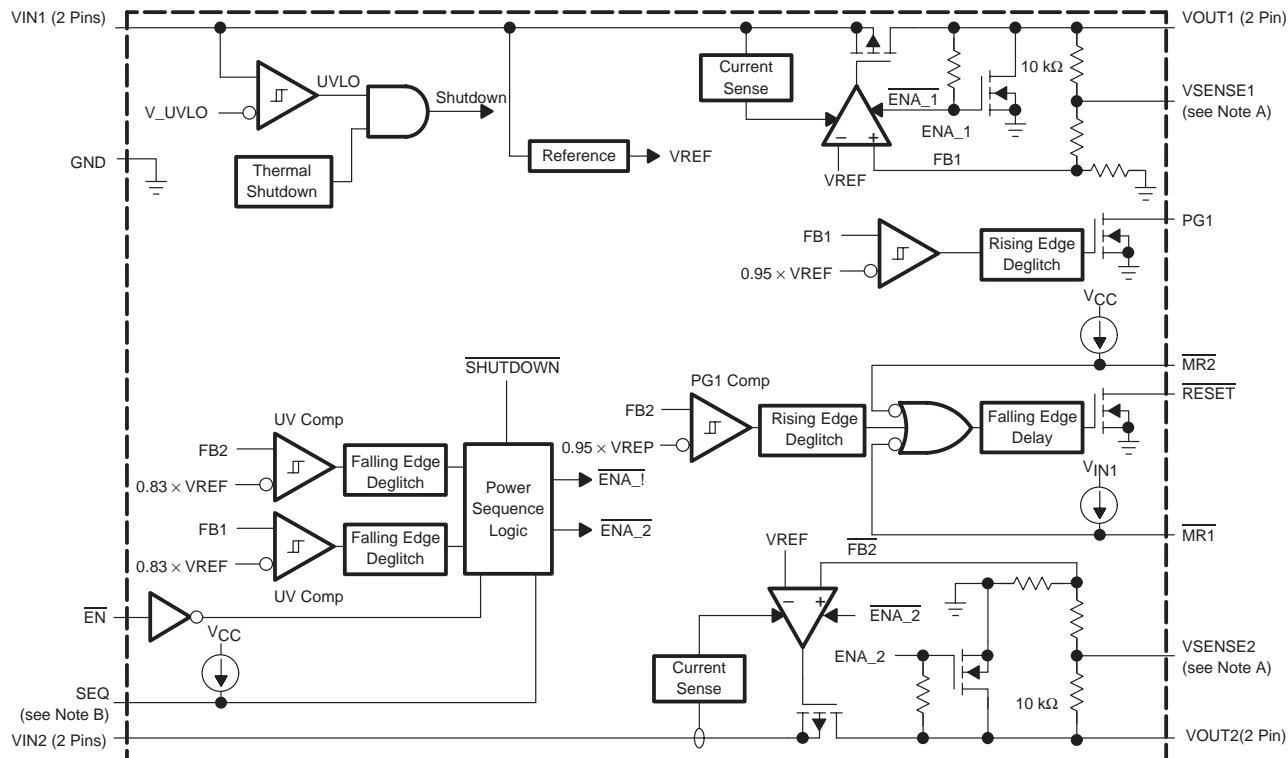 VIN1 (2 Pins)
VOUT1 (2 Pin)
UVLO
V_UVLO
Shutdown
Current
Sense
ENA_1
10 kΩ
VSENSE1
(see Note A)
ENA_1
GND
Thermal
Shutdown
Reference
VREF
VREF
FB1
PG1
FB1
0.95 × VREF
Rising Edge
Deglitch
VCC
SHUTDOWN
MR2
PG1 Comp
RESET
FB2
0.95 × VREP
Rising Edge
Deglitch
Falling Edge
Delay
UV Comp
FB2
0.83 × VREF
Falling Edge
Deglitch
Power
Sequence
Logic
ENA_!
ENA_2
VIN1
FB1
0.83 × VREF
Falling Edge
Deglitch
UV Comp
MR1
VREF
FB2
EN
ENA_2
VCC
ENA_2
VSENSE2
(see Note A)
Current
Sense
10 kΩ
SEQ
(see Note B)
VIN2 (2 Pins)
VOUT2(2 Pin)